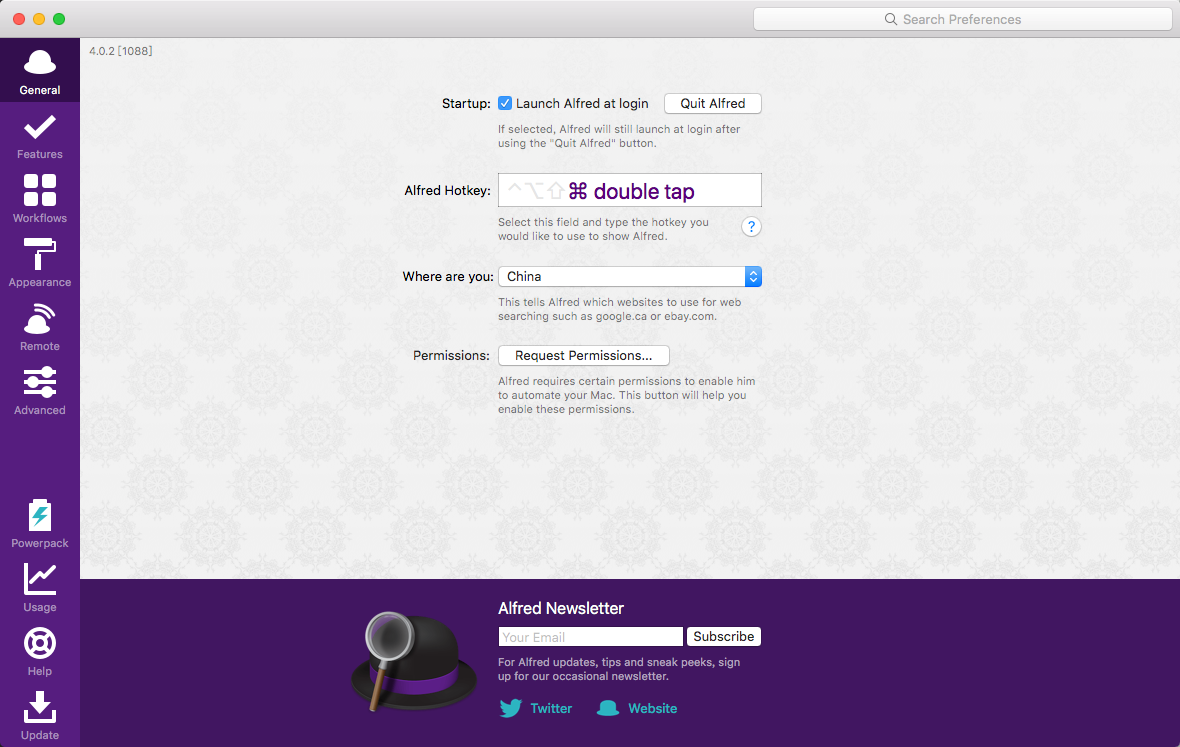 Search Preferences
4.0.2 [1088]
General
Features
Workflows
Appearance
Remote
Advanced
Powerpack
Usage
Help
Update
Startup: Launch Alfred at login Quit Alfred
If selected, Alfred will still launch at login after
using the "Quit Alfred" button.
Alfred Hotkey: ^⌥⇧⌘ double tap
Select this field and type the hotkey you
would like to use to show Alfred.
?
Where are you: China
This tells Alfred which websites to use for web
searching such as google.ca or ebay.com.
Permissions: Request Permissions...
Alfred requires certain permissions to enable him
to automate your Mac. This button will help you
enable these permissions.
Alfred Newsletter
Your Email Subscribe
For Alfred updates, tips and sneak peeks, sign
up for our occasional newsletter.
Twitter Website